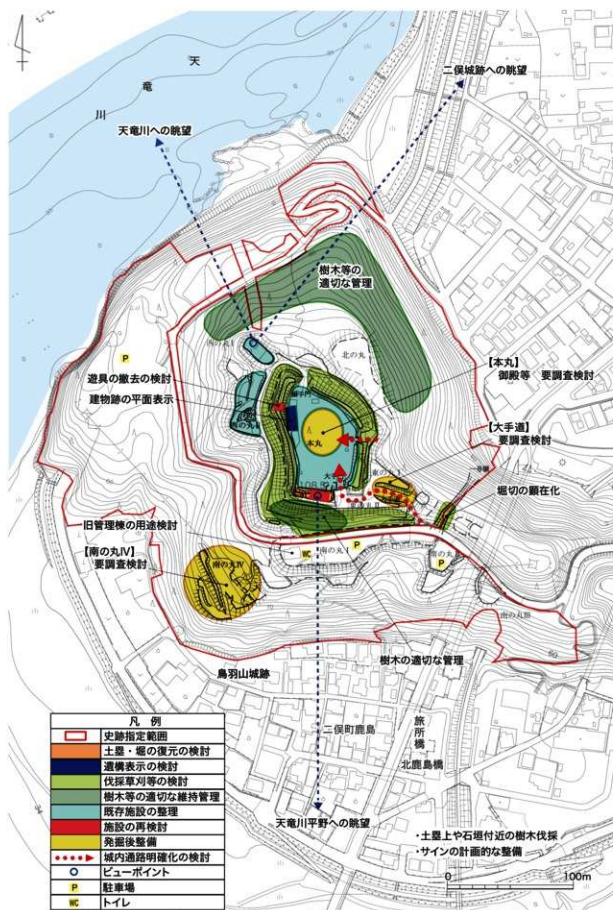 天
竜
川
天竜川への眺望
二俣城跡への眺望
樹木等の
適切な管理
P
遊具の撤去の検討
建物跡の平面表示
北の丸
【本丸】
御殿等　要調査検討
本丸
【大手道】
要調査検討
堀切の顕在化
旧管理棟の用途検討
WC
P
P
南の丸Ⅰ
【南の丸Ⅳ】
要調査検討
南の丸Ⅳ
鳥羽山城跡
樹木の適切な管理
二俣町鹿島
旅所橋
北鹿島橋
天竜川平野への眺望
・土塁上や石垣付近の樹木伐採
・サインの計画的な整備
0 100m
凡　例
史跡指定範囲
土塁・堀の復元の検討
遺構表示の検討
伐採草刈等の検討
樹木等の適切な維持管理
既存施設の整理
施設の再検討
発掘後整備
城内通路明確化の検討
ビューポイント
P 駐車場
WC トイレ